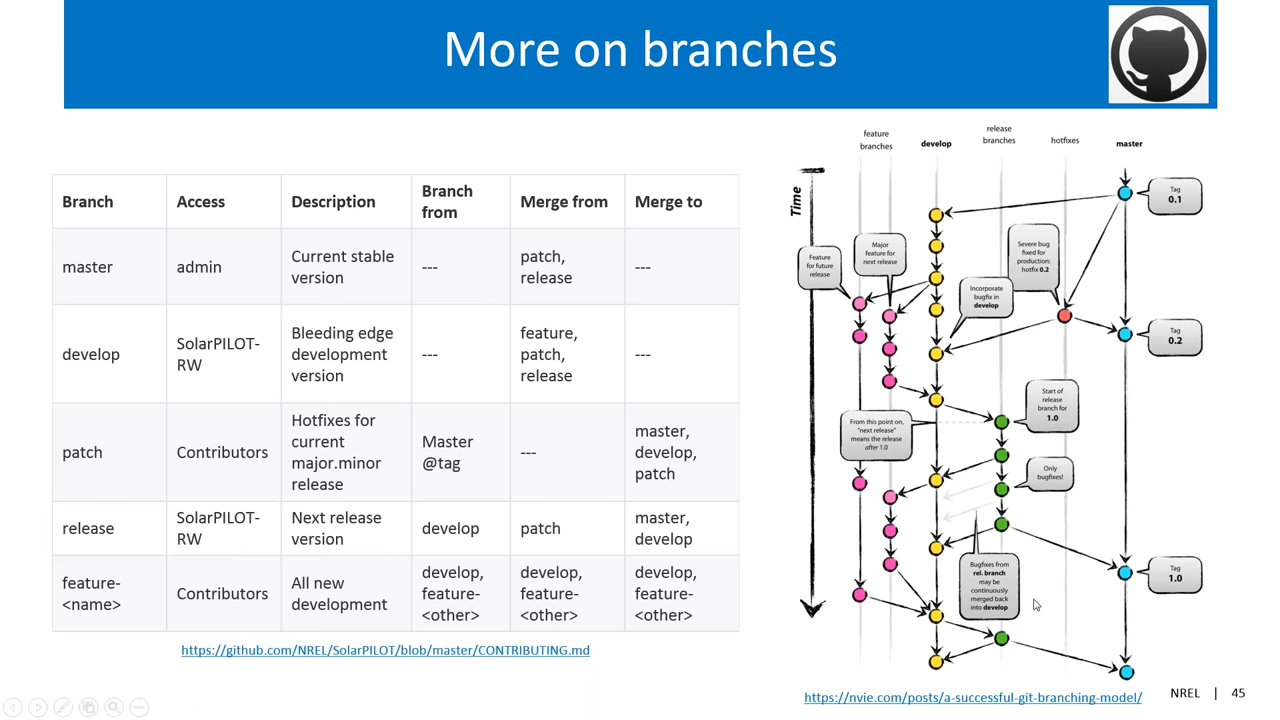 More on branches
Branch
Access
Description
Branch
from
Merge from
Merge to
master
admin
Current stable
version
---
patch,
release
---
develop
SolarPILOT-
RW
Bleeding edge
development
version
---
feature,
patch,
release
---
patch
Contributors
Hotfixes for
current
major.minor
release
Master
@tag
---
master,
develop,
patch
release
SolarPILOT-
RW
Next release
version
develop
patch
master,
develop
feature-
<name>
Contributors
All new
development
develop,
feature-
<other>
develop,
feature-
<other>
develop,
feature-
<other>
https://github.com/NREL/SolarPILOT/blob/master/CONTRIBUTING.md
feature
branches
develop
release
branches
hotfixes
master
Time
Tag
0.1
Feature
for future
release
Major
feature for
next release
Severe bug
fixed for
production:
hotfix 0.2
Incorporate
bugfix in
develop
Tag
0.2
Start of
release
branch for
1.0
From this point on,
"next release"
means the release
after 1.0
Only
bugfixes!
Bugfixes from
rel. branch
may be
continuously
merged back
into develop
Tag
1.0
https://nvie.com/posts/a-successful-git-branching-model/
NREL | 45